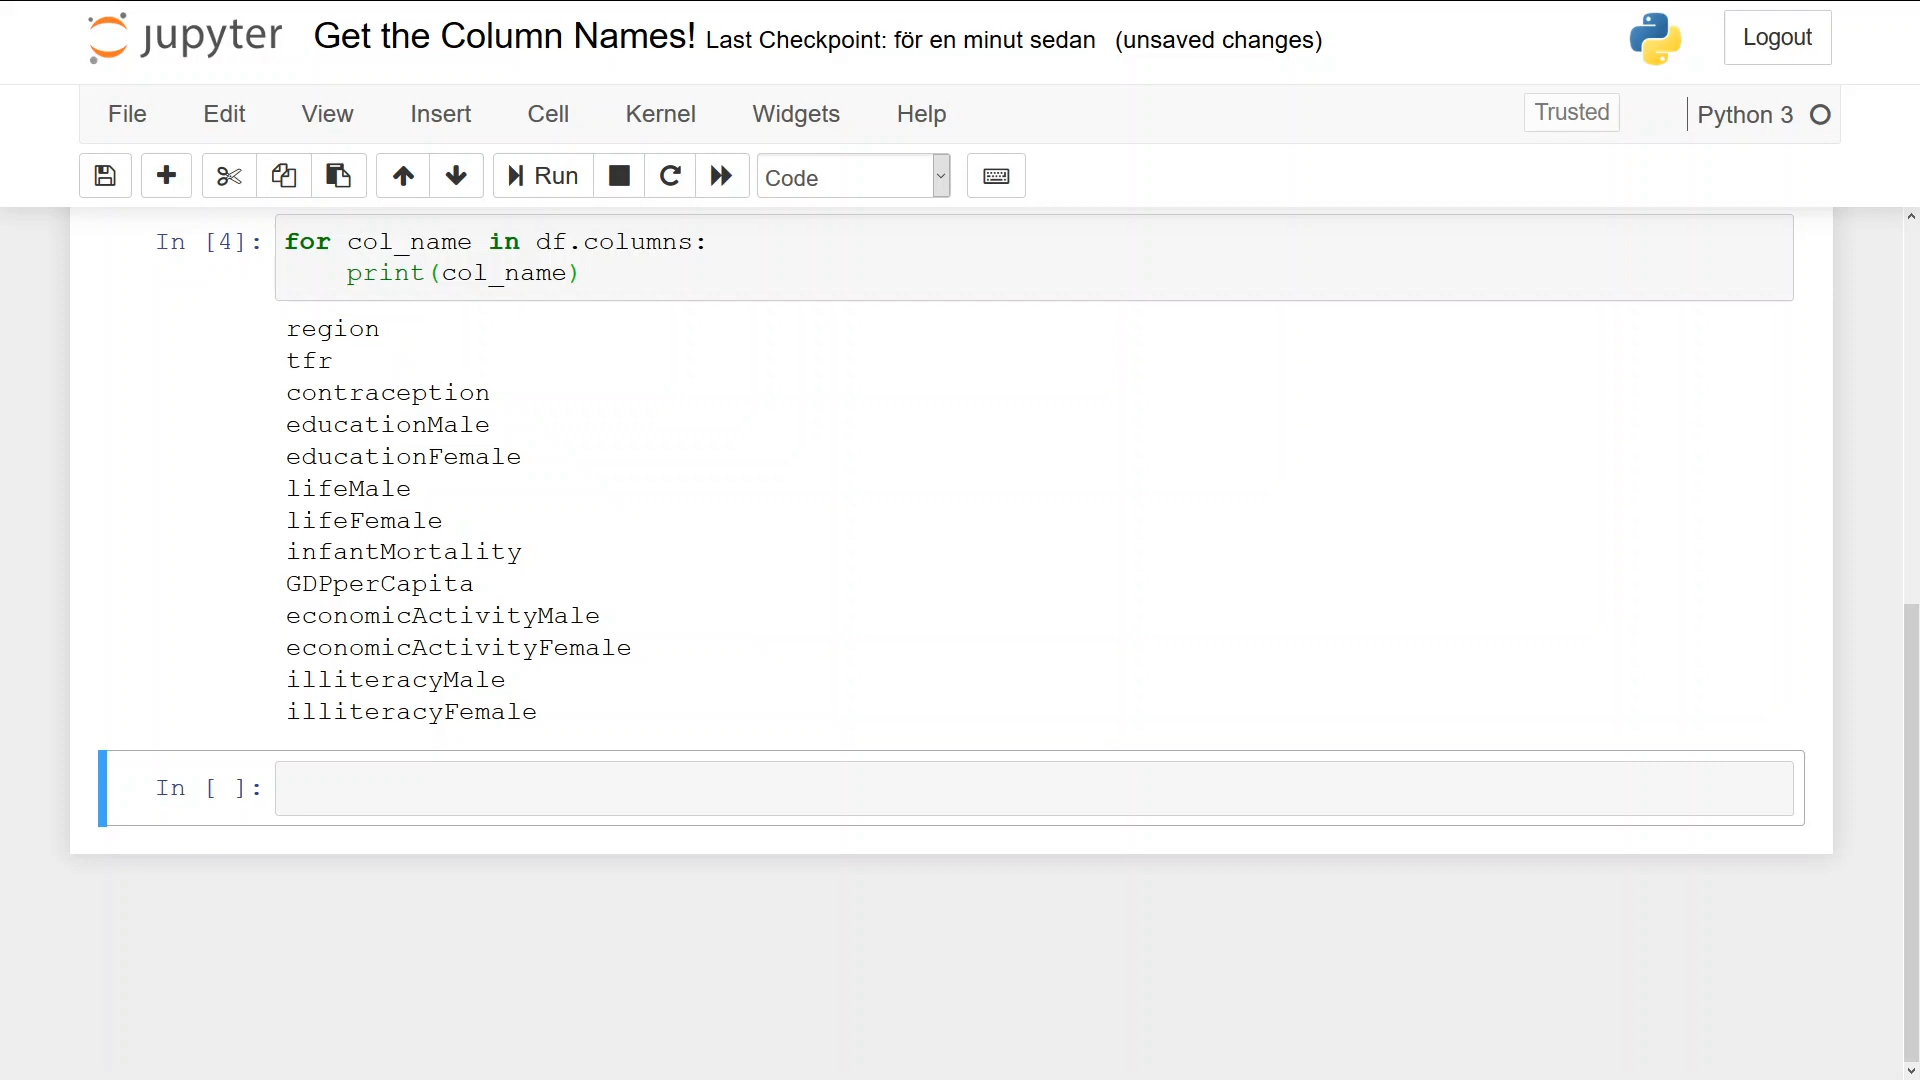 jupyter Get the Column Names! Last Checkpoint: för en minut sedan (unsaved changes) Logout
File Edit View Insert Cell Kernel Widgets Help Trusted Python 3
Run Code
In [4]: for col_name in df.columns:
print(col_name)
region
tfr
contraception
educationMale
educationFemale
lifeMale
lifeFemale
infantMortality
GDPperCapita
economicActivityMale
economicActivityFemale
illiteracyMale
illiteracyFemale
In [ ]: